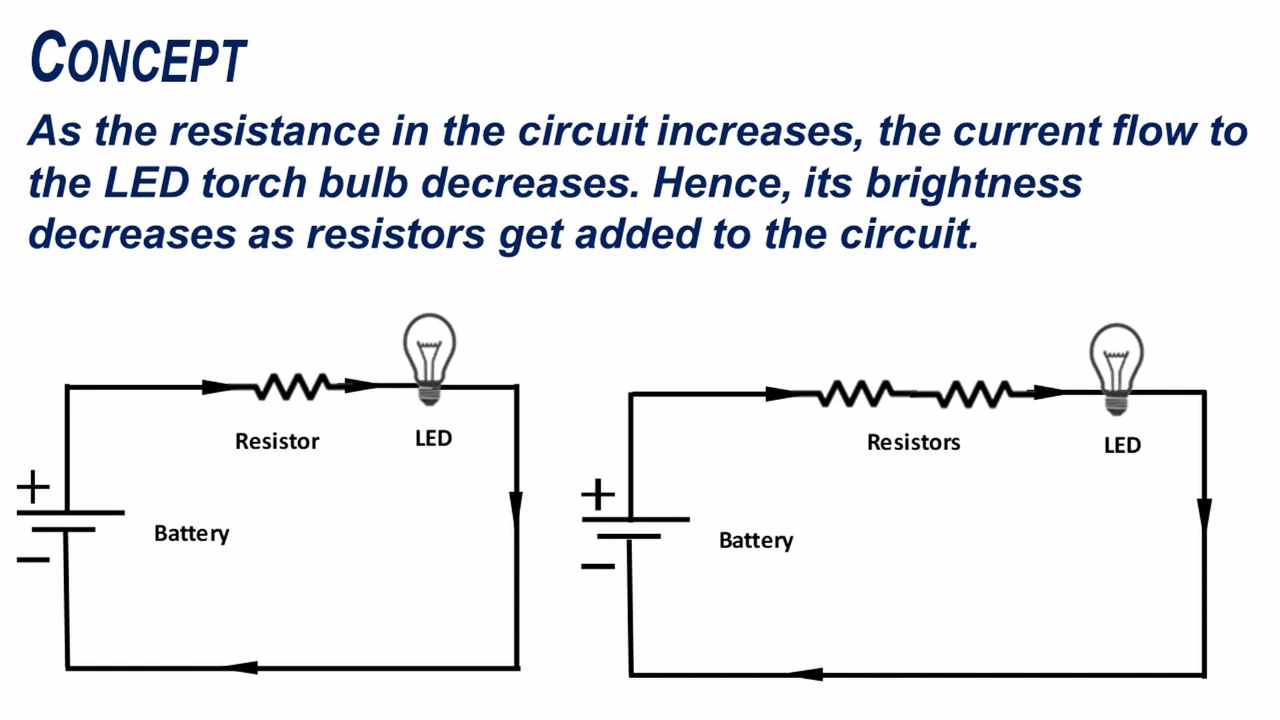 CONCEPT
As the resistance in the circuit increases, the current flow to
the LED torch bulb decreases. Hence, its brightness
decreases as resistors get added to the circuit.
Resistor
LED
+
Battery
−
Resistors
LED
+
Battery
−